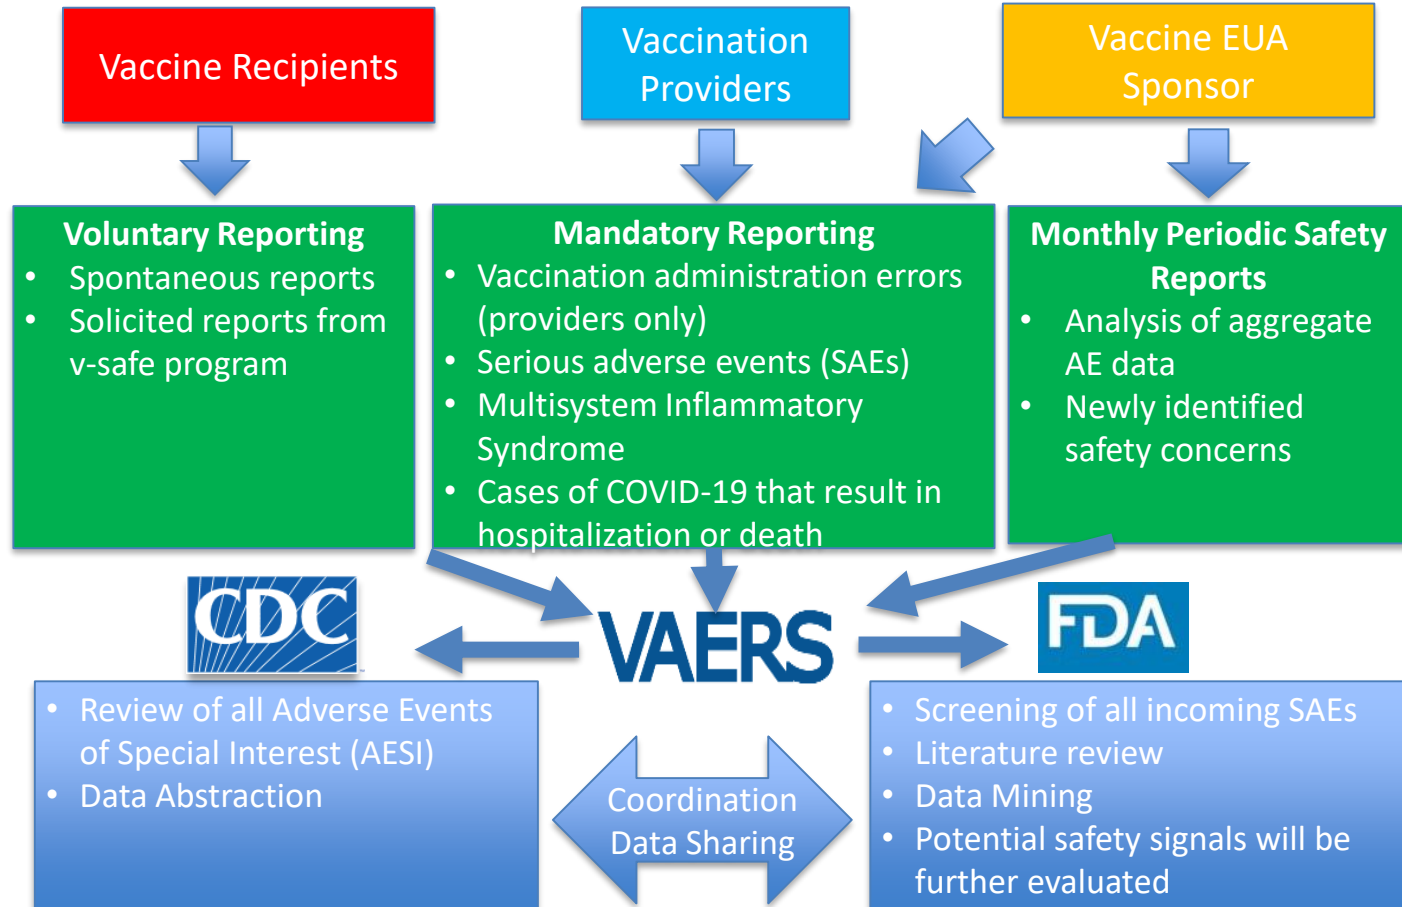 Vaccine Recipients
Vaccination
Providers
Vaccine EUA
Sponsor
Voluntary Reporting
• Spontaneous reports
• Solicited reports from
v-safe program
Mandatory Reporting
• Vaccination administration errors
(providers only)
• Serious adverse events (SAEs)
• Multisystem Inflammatory
Syndrome
• Cases of COVID-19 that result in
hospitalization or death
Monthly Periodic Safety
Reports
• Analysis of aggregate
AE data
• Newly identified
safety concerns
CDC
VAERS
FDA
• Review of all Adverse Events
of Special Interest (AESI)
• Data Abstraction
Coordination
Data Sharing
• Screening of all incoming SAEs
• Literature review
• Data Mining
• Potential safety signals will be
further evaluated